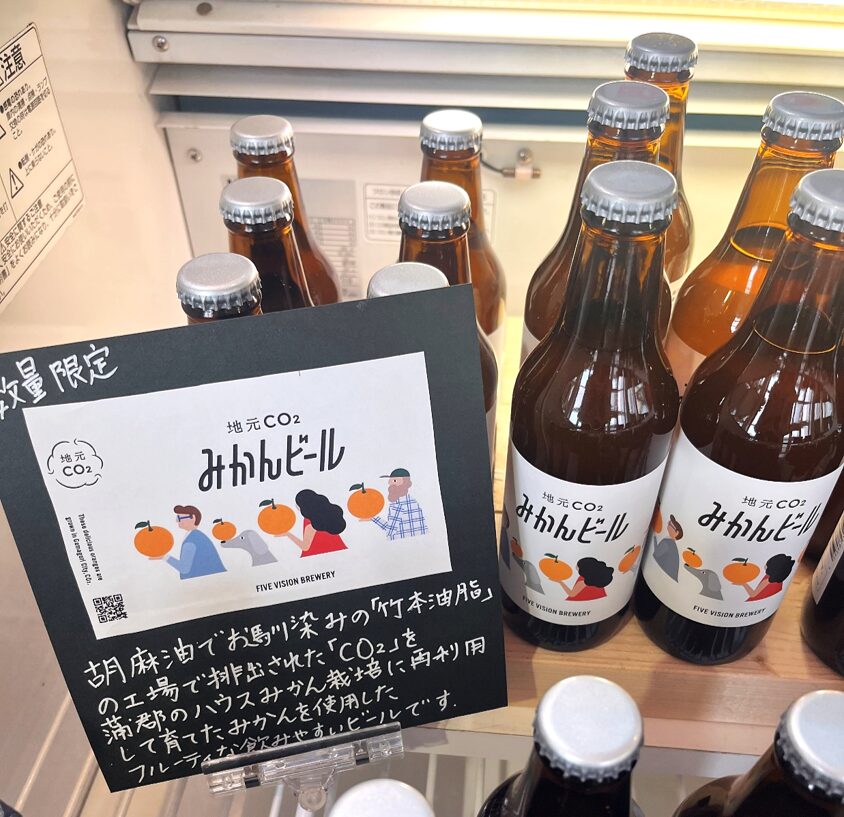 注意
数量限定
地元CO2
みかんビール
地元
CO2
These delicious oranges are
grown in Gamagori City, CO2.
FIVE VISION BREWERY
胡麻油でお馴染みの「竹本油脂」
の工場で排出された「CO2」を
蒲郡のハウスみかん栽培に再利用
して育てたみかんを使用した
フルーティな飲みやすいビールです.
地元CO2
みかんビール
FIVE VISION BREWERY
地元CO2
みかんビール
FIVE VISION BREWERY